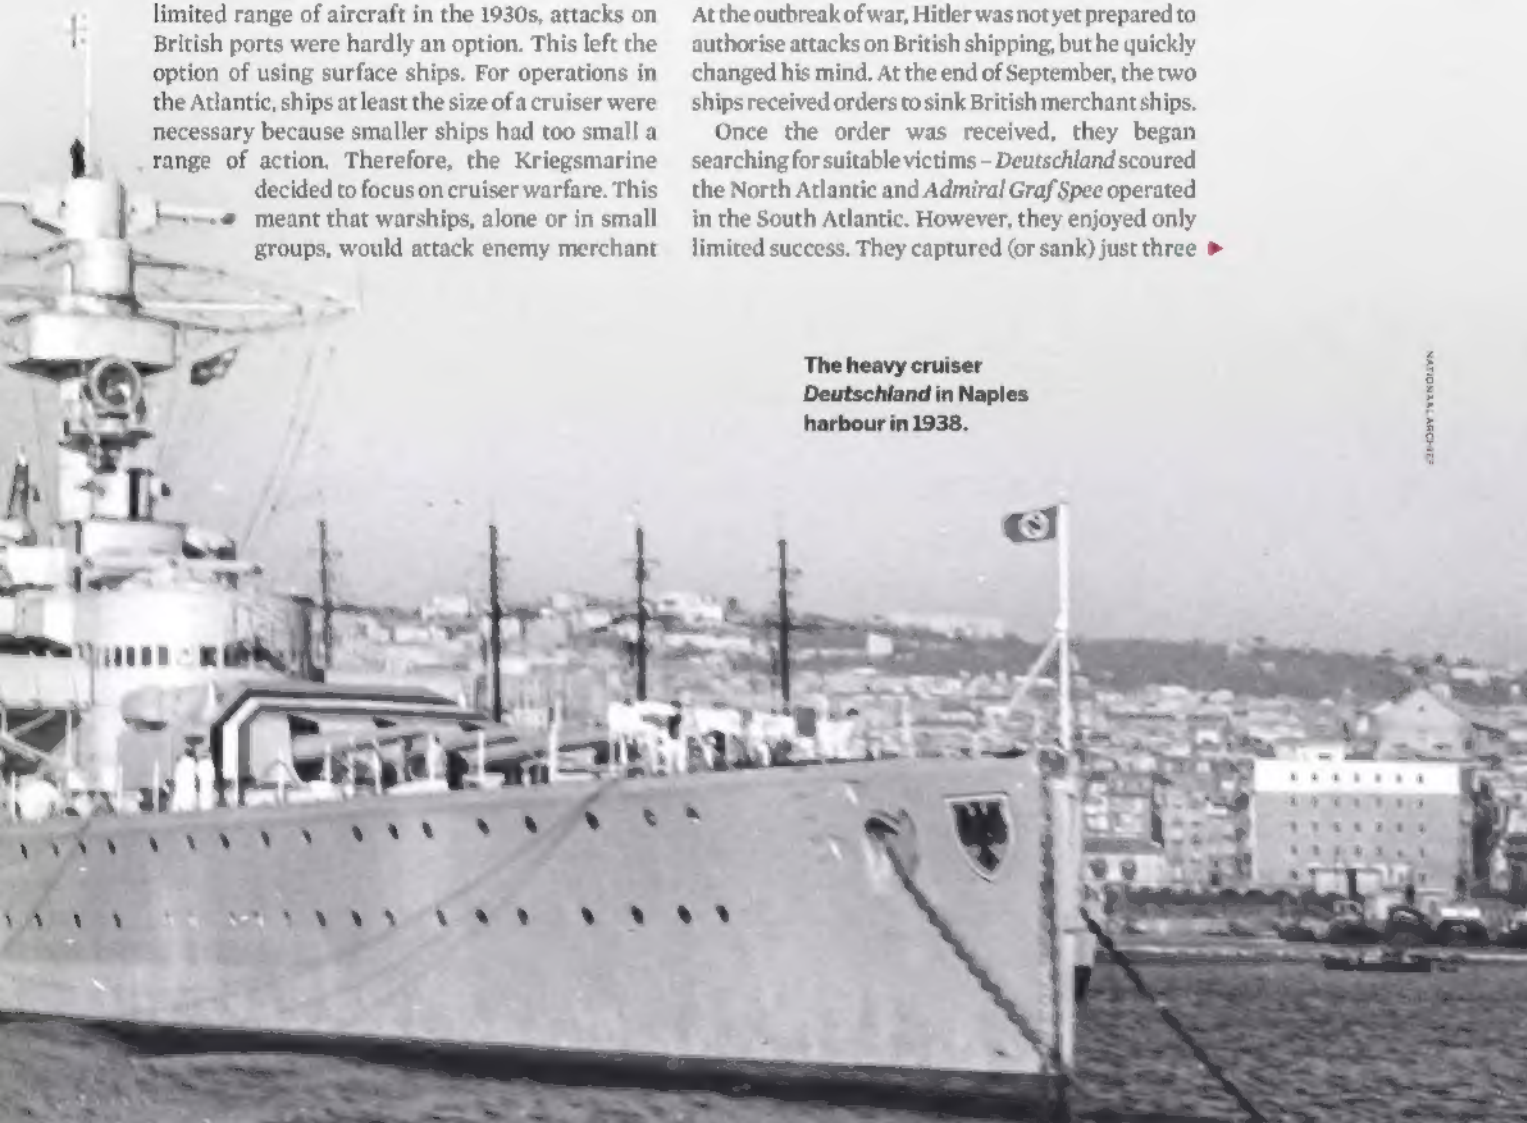 limited range of aircraft in the 1930s, attacks on
British ports were hardly an option. This left the
option of using surface ships. For operations in
the Atlantic, ships at least the size of a cruiser were
necessary because smaller ships had too small a
range of action. Therefore, the Kriegsmarine
decided to focus on cruiser warfare. This
meant that warships, alone or in small
groups, would attack enemy merchant
At the outbreak of war, Hitler was not yet prepared to
authorise attacks on British shipping, but he quickly
changed his mind. At the end of September, the two
ships received orders to sink British merchant ships.
Once the order was received, they began
searching for suitable victims – Deutschland scoured
the North Atlantic and Admiral Graf Spee operated
in the South Atlantic. However, they enjoyed only
limited success. They captured (or sank) just three
The heavy cruiser
Deutschland in Naples
harbour in 1938.
NATIONAAL ARCHIEF